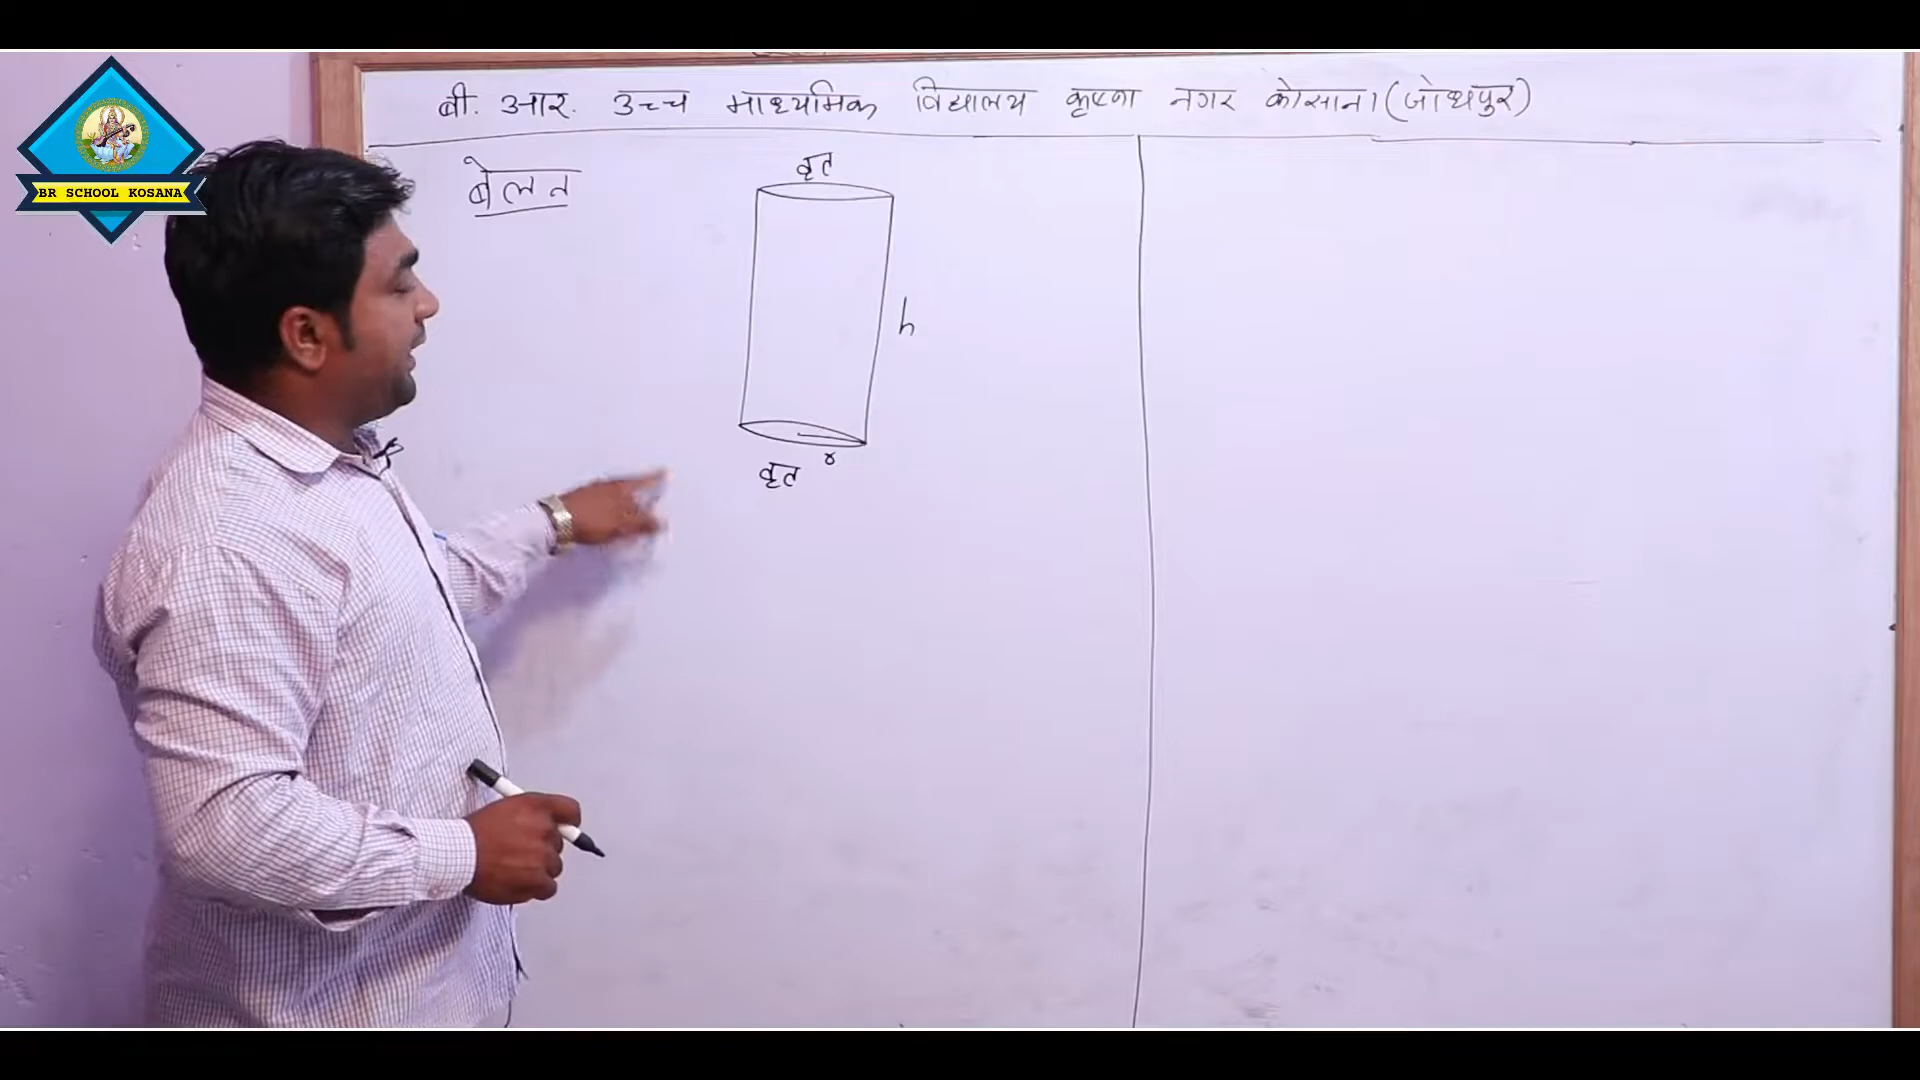 बी. आर. उच्च माध्यमिक विद्यालय कृष्णा नगर कोसाना (जोधपुर)
BR SCHOOL KOSANA
बेलन
वृत
h
r
वृत